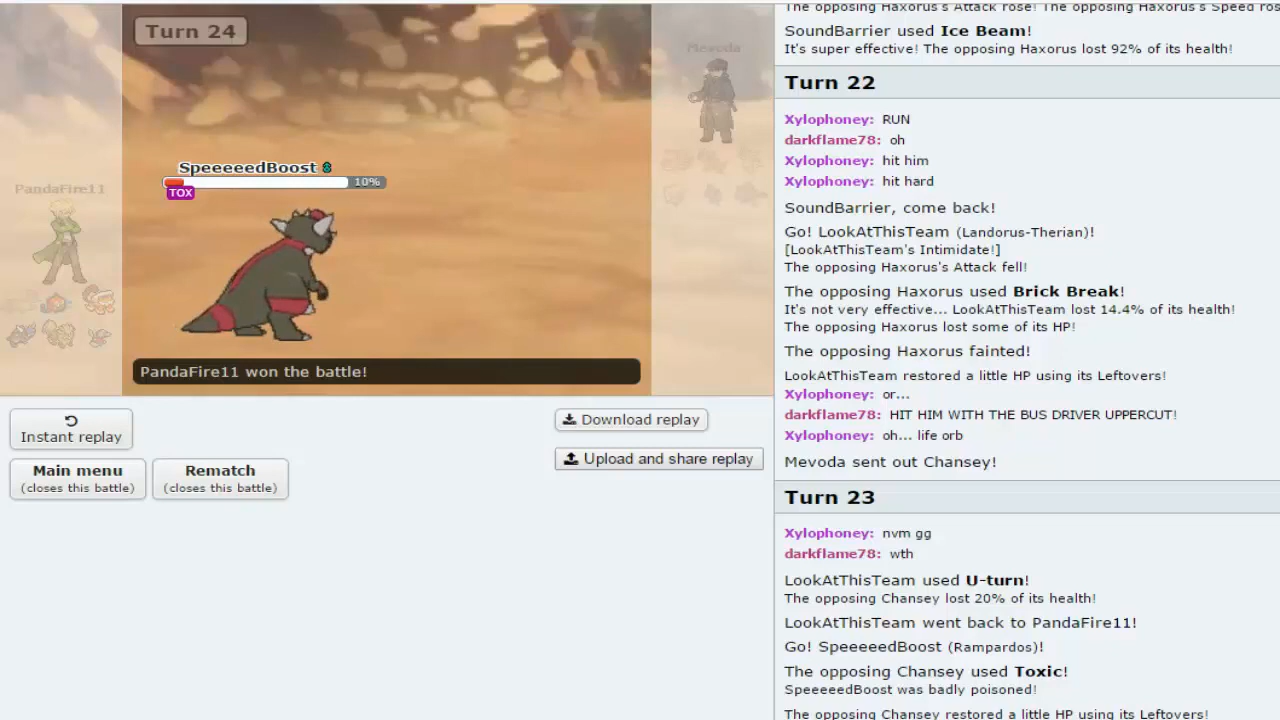 Turn 24
Mevoda
SpeeeeedBoost
10%
TOX
PandaFire11
PandaFire11 won the battle!
Instant replay
Download replay
Upload and share replay
Main menu
(closes this battle)
Rematch
(closes this battle)
The opposing Haxorus's Attack rose! The opposing Haxorus's Speed ros
SoundBarrier used Ice Beam!
It's super effective! The opposing Haxorus lost 92% of its health!
Turn 22
Xylophoney: RUN
darkflame78: oh
Xylophoney: hit him
Xylophoney: hit hard
SoundBarrier, come back!
Go! LookAtThisTeam (Landorus-Therian)!
[LookAtThisTeam's Intimidate!]
The opposing Haxorus's Attack fell!
The opposing Haxorus used Brick Break!
It's not very effective... LookAtThisTeam lost 14.4% of its health!
The opposing Haxorus lost some of its HP!
The opposing Haxorus fainted!
LookAtThisTeam restored a little HP using its Leftovers!
Xylophoney: or...
darkflame78: HIT HIM WITH THE BUS DRIVER UPPERCUT!
Xylophoney: oh... life orb
Mevoda sent out Chansey!
Turn 23
Xylophoney: nvm gg
darkflame78: wth
LookAtThisTeam used U-turn!
The opposing Chansey lost 20% of its health!
LookAtThisTeam went back to PandaFire11!
Go! SpeeeeedBoost (Rampardos)!
The opposing Chansey used Toxic!
SpeeeeedBoost was badly poisoned!
The opposing Chansey restored a little HP using its Leftovers!